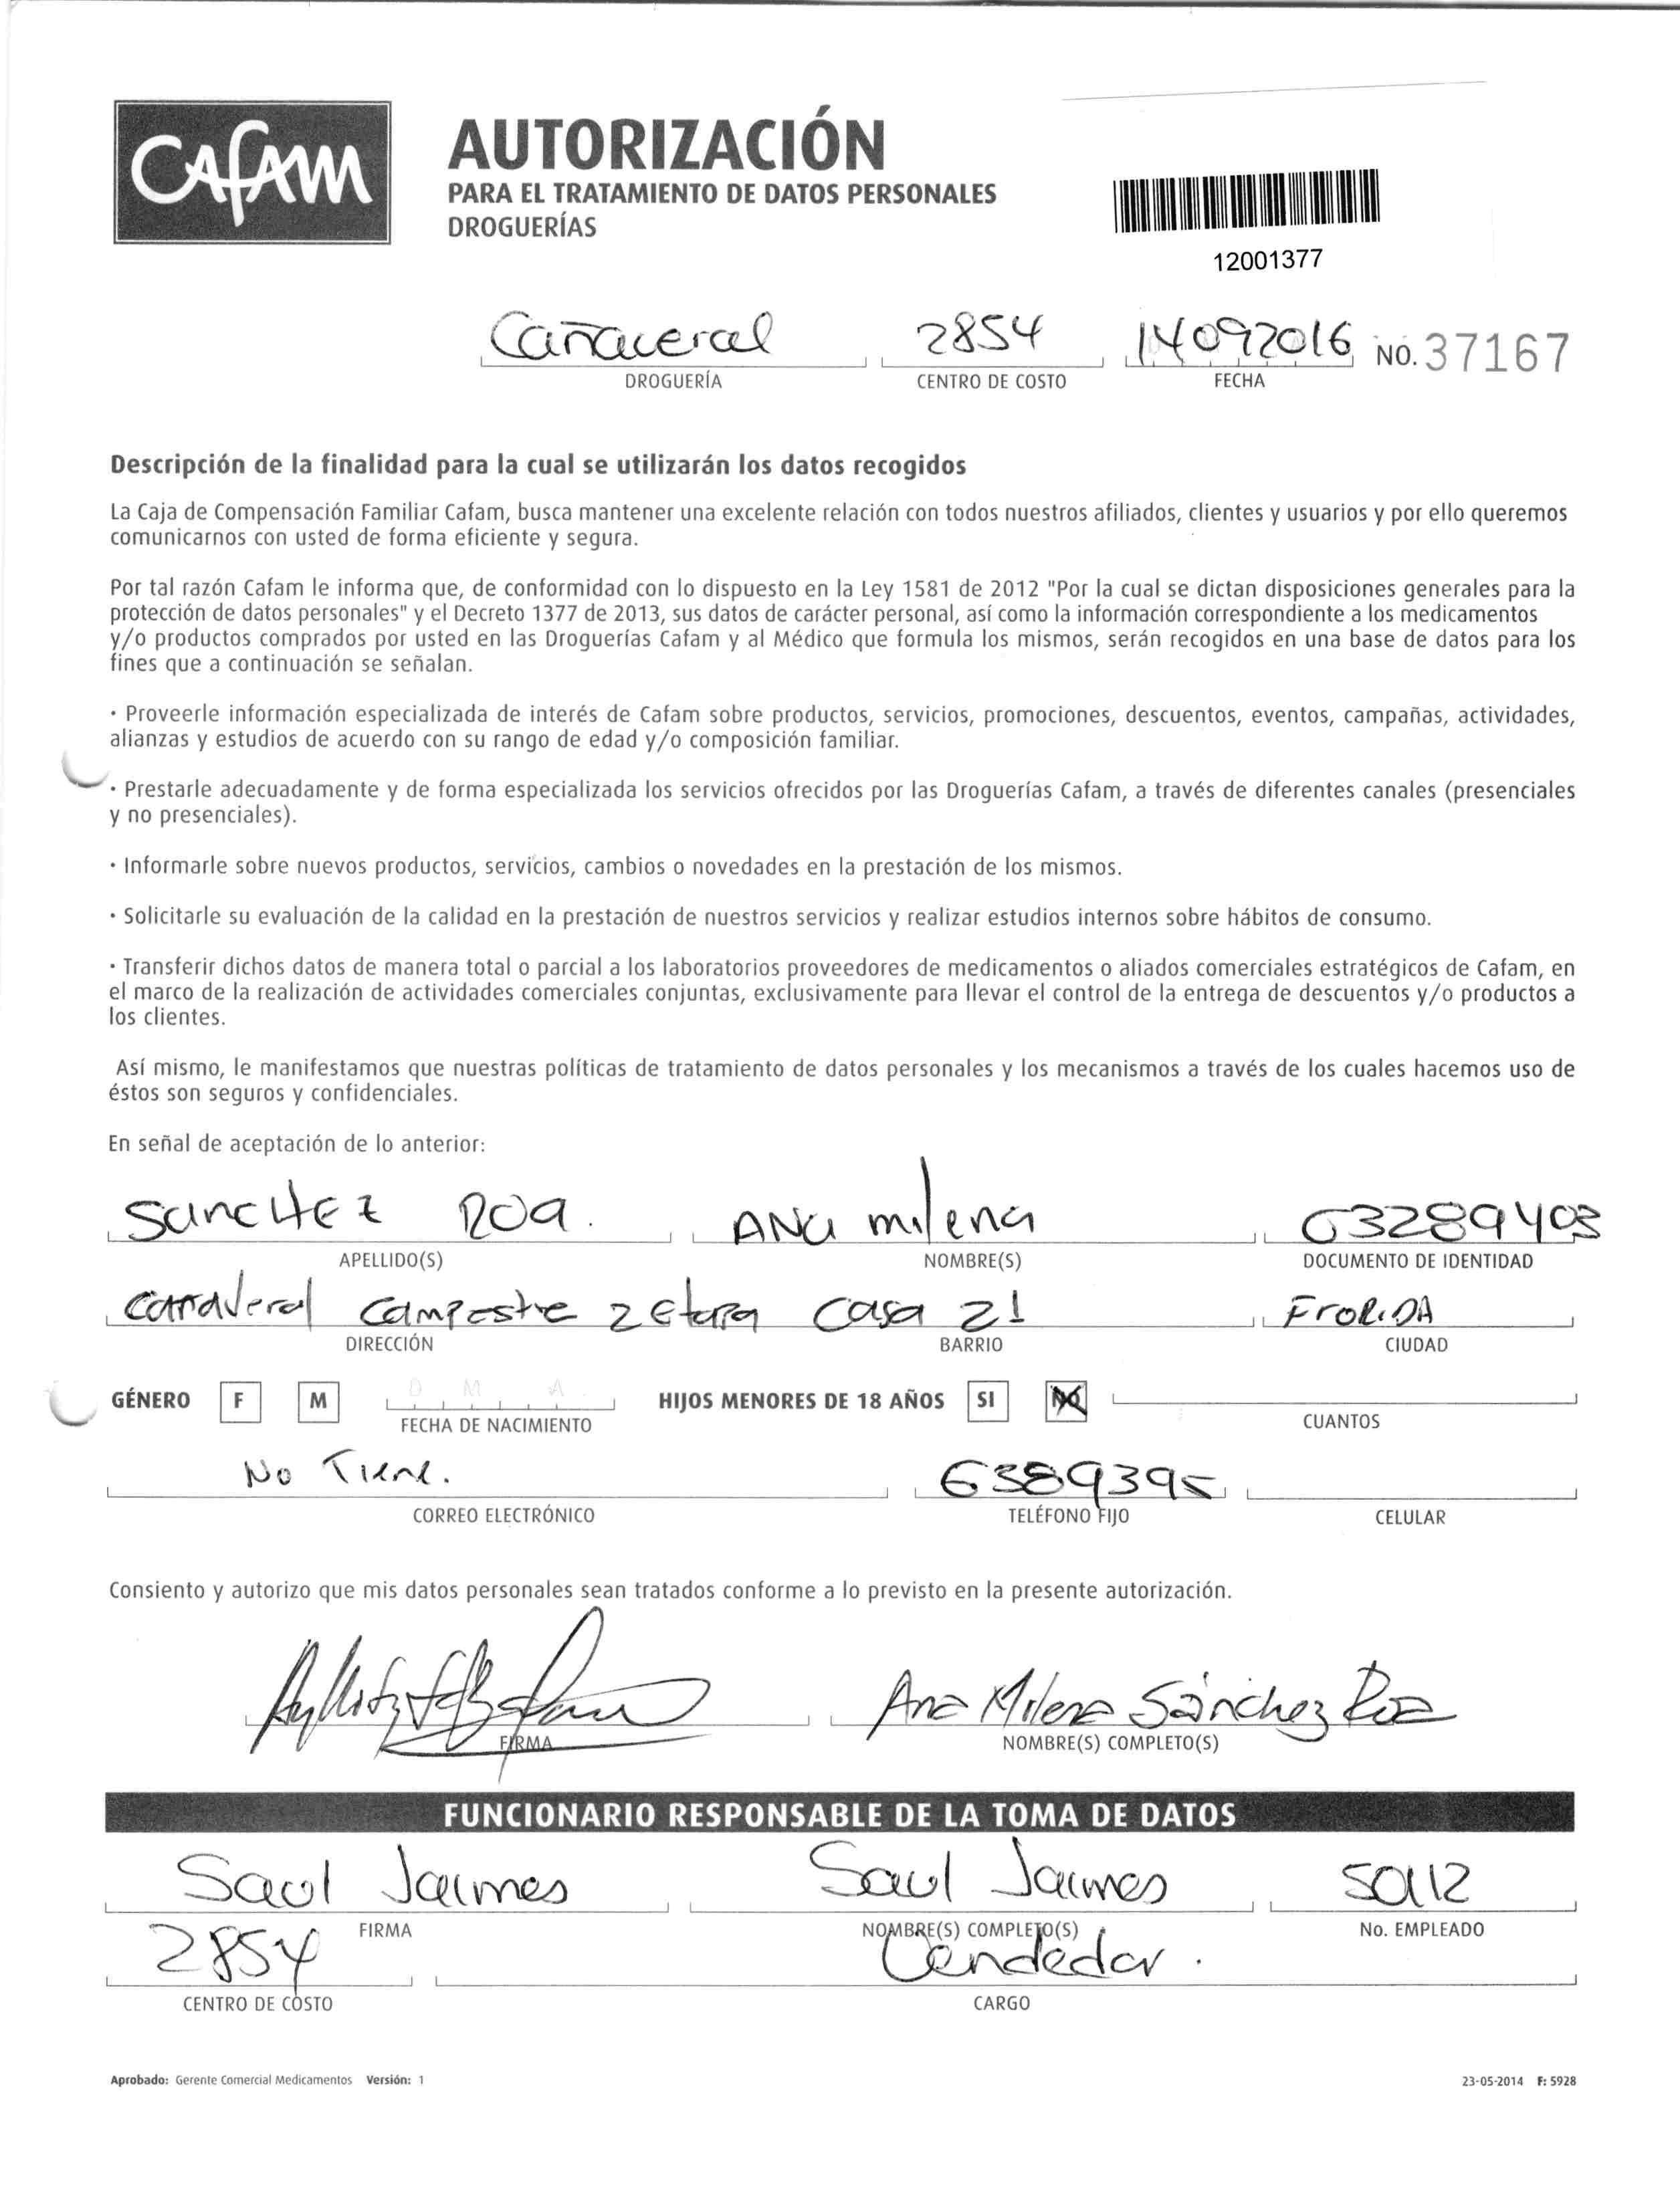 CAFAM
AUTORIZACIÓN
PARA EL TRATAMIENTO DE DATOS PERSONALES
DROGUERÍAS
12001377
Cañaveral 2854 14092016 NO. 37167
DROGUERÍA CENTRO DE COSTO FECHA
Descripción de la finalidad para la cual se utilizarán los datos recogidos
La Caja de Compensación Familiar Cafam, busca mantener una excelente relación con todos nuestros afiliados, clientes y usuarios y por ello queremos
comunicarnos con usted de forma eficiente y segura.
Por tal razón Cafam le informa que, de conformidad con lo dispuesto en la Ley 1581 de 2012 "Por la cual se dictan disposiciones generales para la
protección de datos personales" y el Decreto 1377 de 2013, sus datos de carácter personal, así como la información correspondiente a los medicamentos
y/o productos comprados por usted en las Droguerías Cafam y al Médico que formula los mismos, serán recogidos en una base de datos para los
fines que a continuación se señalan.
· Proveerle información especializada de interés de Cafam sobre productos, servicios, promociones, descuentos, eventos, campañas, actividades,
alianzas y estudios de acuerdo con su rango de edad y/o composición familiar.
· Prestarle adecuadamente y de forma especializada los servicios ofrecidos por las Droguerías Cafam, a través de diferentes canales (presenciales
y no presenciales).
· Informarle sobre nuevos productos, servicios, cambios o novedades en la prestación de los mismos.
· Solicitarle su evaluación de la calidad en la prestación de nuestros servicios y realizar estudios internos sobre hábitos de consumo.
· Transferir dichos datos de manera total o parcial a los laboratorios proveedores de medicamentos o aliados comerciales estratégicos de Cafam, en
el marco de la realización de actividades comerciales conjuntas, exclusivamente para llevar el control de la entrega de descuentos y/o productos a
los clientes.
Así mismo, le manifestamos que nuestras políticas de tratamiento de datos personales y los mecanismos a través de los cuales hacemos uso de
éstos son seguros y confidenciales.
En señal de aceptación de lo anterior:
SancHEz ROa. ANa milena 63289403
APELLIDO(S) NOMBRE(S) DOCUMENTO DE IDENTIDAD
campestre 2 Etapa casa 21 FrORiDA
DIRECCIÓN BARRIO CIUDAD
GÉNERO F M D M A HIJOS MENORES DE 18 AÑOS SI NO
FECHA DE NACIMIENTO CUANTOS
No Tiene. 6389395
CORREO ELECTRÓNICO TELÉFONO FIJO CELULAR
Consiento y autorizo que mis datos personales sean tratados conforme a lo previsto en la presente autorización.
Ana Milena Sánchez Roa
FIRMA NOMBRE(S) COMPLETO(S)
FUNCIONARIO RESPONSABLE DE LA TOMA DE DATOS
Saul Jaimes Saul Jaimes
FIRMA NOMBRE(S) COMPLETO(S) No. EMPLEADO
2854 Vendedor.
CENTRO DE COSTO CARGO
Aprobado: Gerente Comercial Medicamentos Versión: 1 23-05-2014 F: 5928